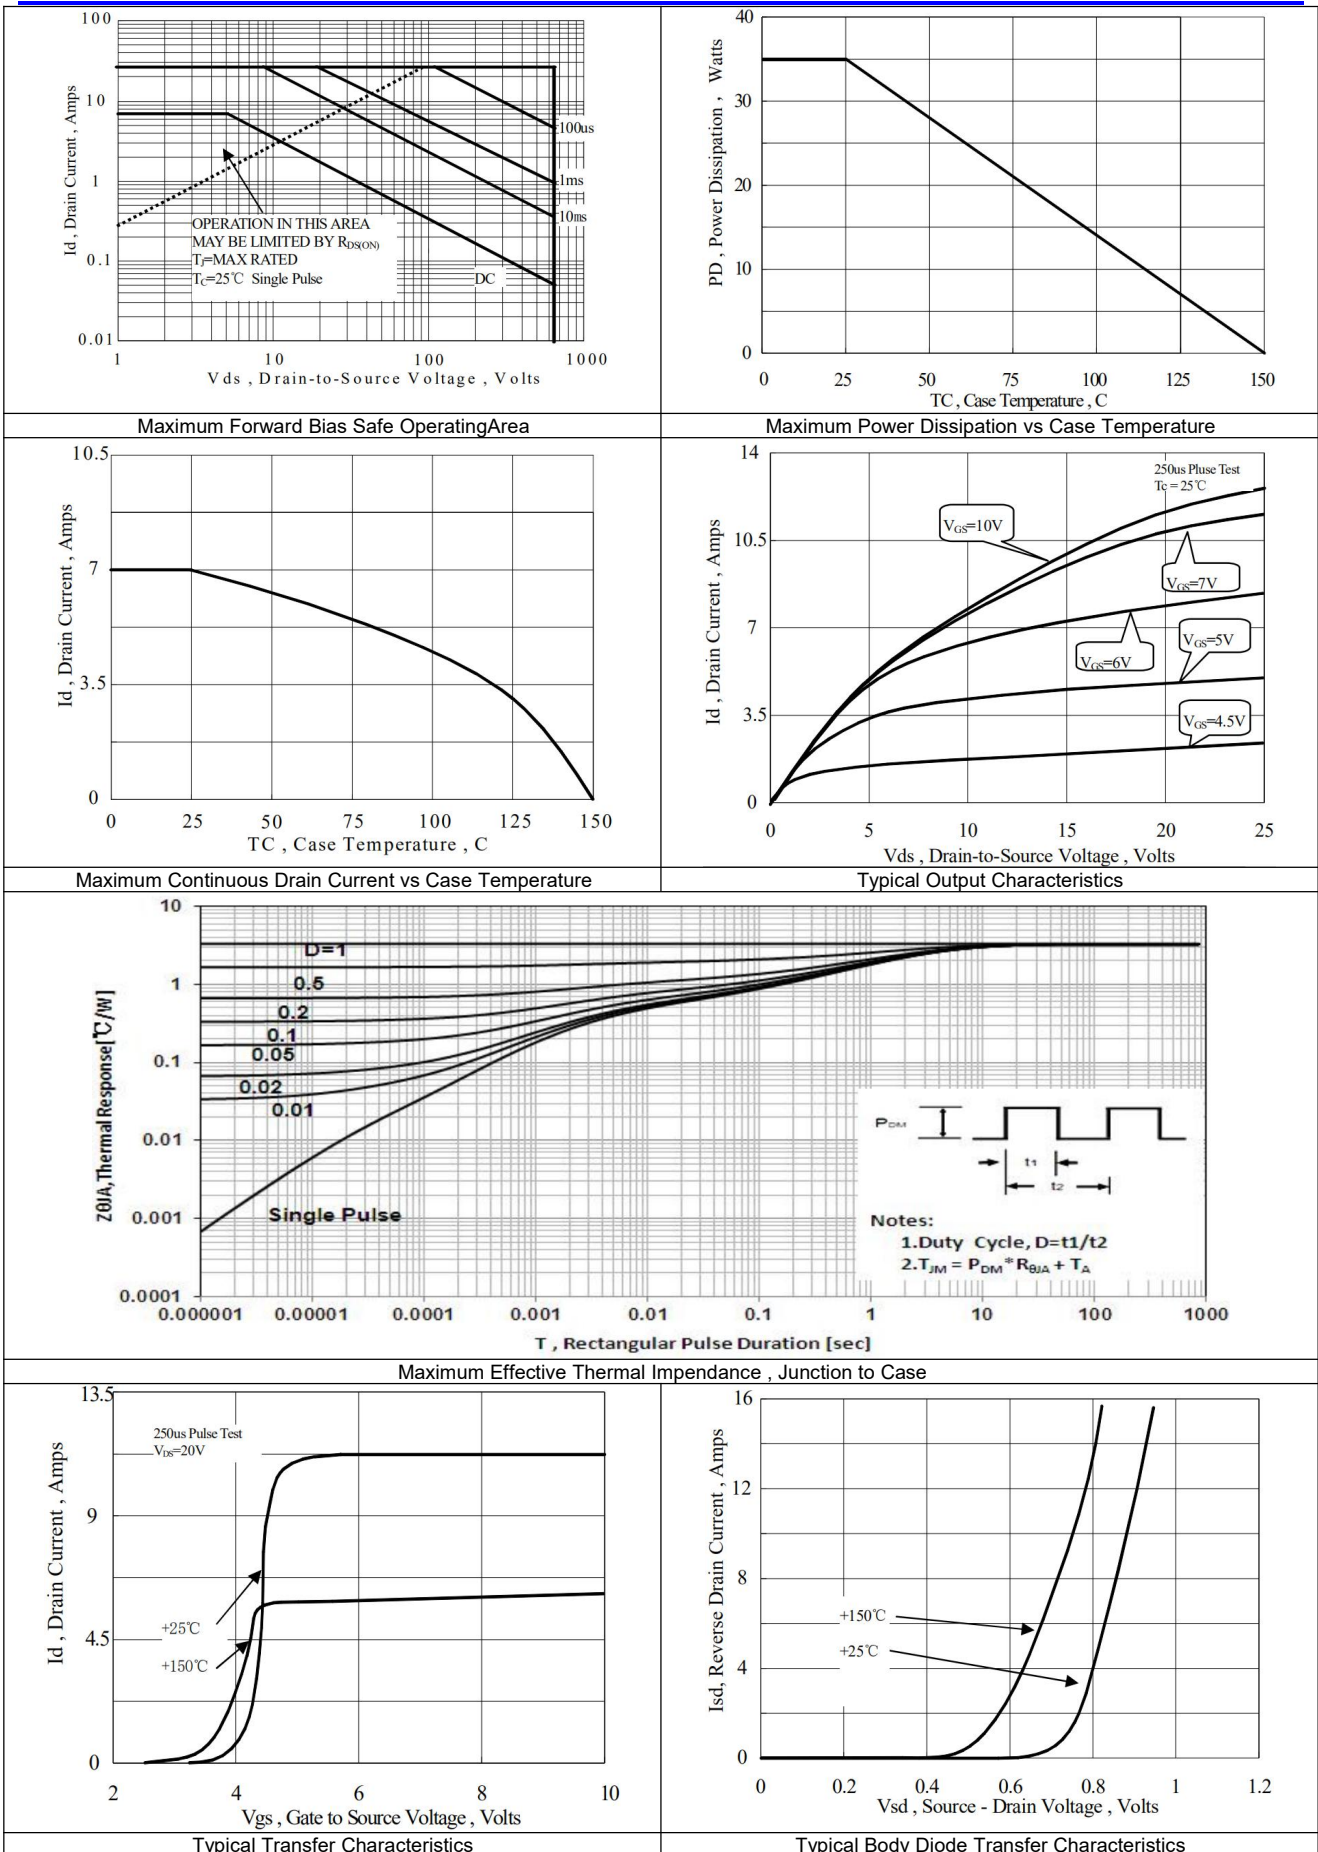 100
10
1
0.1
0.01
Id , Drain Current , Amps
100us
1ms
10ms
DC
OPERATION IN THIS AREA
MAY BE LIMITED BY RDS(ON)
TJ=MAX RATED
TC=25℃ Single Pulse
1 10 100 1000
Vds , Drain-to-Source Voltage , Volts
Maximum Forward Bias Safe OperatingArea
40
30
20
10
0
PD , Power Dissipation , Watts
0 25 50 75 100 125 150
TC , Case Temperature , C
Maximum Power Dissipation vs Case Temperature
10.5
7
3.5
0
Id , Drain Current , Amps
0 25 50 75 100 125 150
TC , Case Temperature , C
Maximum Continuous Drain Current vs Case Temperature
14
10.5
7
3.5
0
Id , Drain Current , Amps
250us Pluse Test
Tc = 25℃
VGS=10V
VGS=7V
VGS=6V
VGS=5V
VGS=4.5V
0 5 10 15 20 25
Vds , Drain-to-Source Voltage , Volts
Typical Output Characteristics
10
1
0.1
0.01
0.001
0.0001
ZθJA,Thermal Response[℃/W]
D=1
0.5
0.2
0.1
0.05
0.02
0.01
Single Pulse
PDM
t1
t2
Notes:
1.Duty Cycle, D=t1/t2
2.TJM = PDM*RθJA + TA
0.000001 0.00001 0.0001 0.001 0.01 0.1 1 10 100 1000
T , Rectangular Pulse Duration [sec]
Maximum Effective Thermal Impendance , Junction to Case
13.5
9
4.5
0
Id , Drain Current , Amps
250us Pulse Test
VDS=20V
+25℃
+150℃
2 4 6 8 10
Vgs , Gate to Source Voltage , Volts
Typical Transfer Characteristics
16
12
8
4
0
Isd, Reverse Drain Current , Amps
+150℃
+25℃
0 0.2 0.4 0.6 0.8 1 1.2
Vsd , Source - Drain Voltage , Volts
Typical Body Diode Transfer Characteristics